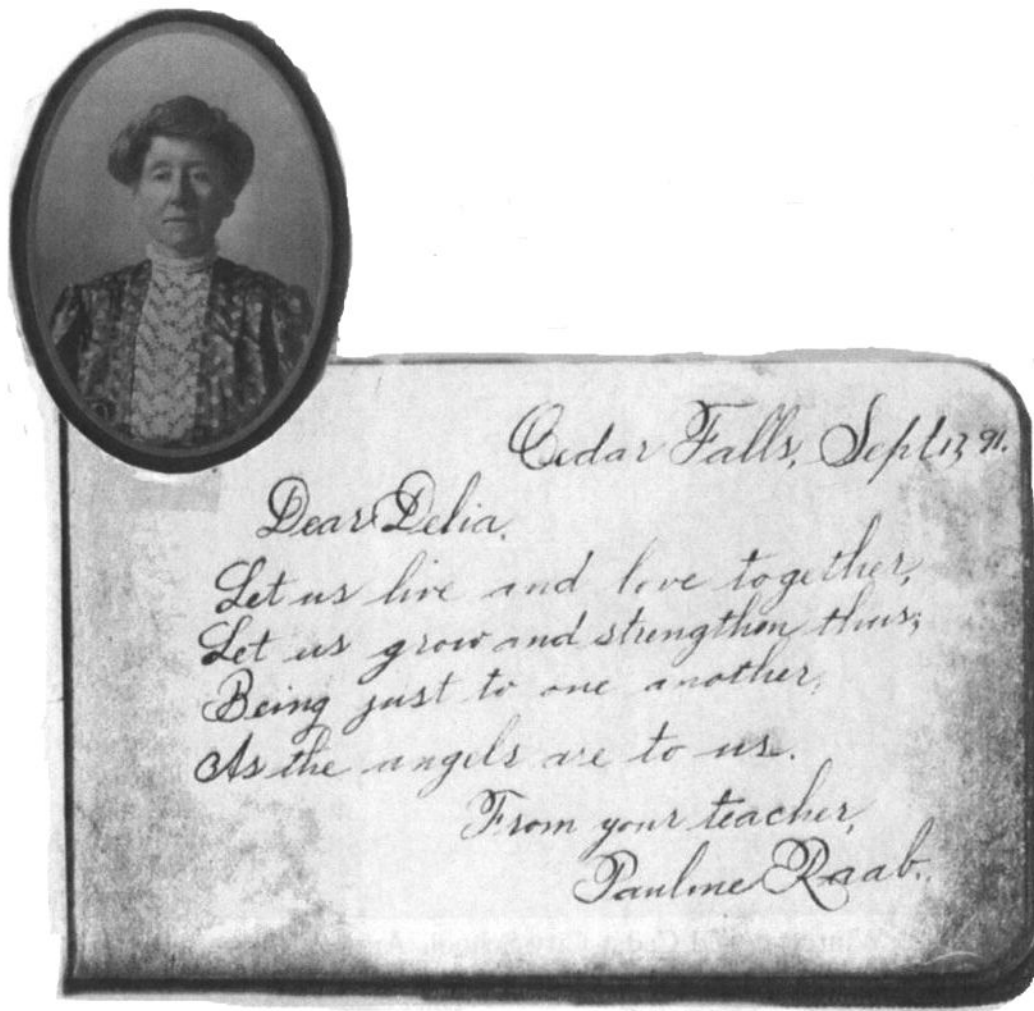 Cedar Falls, Sept 13, 91.
Dear Delia.
Let us live and love together,
Let us grow and strengthen thus;
Being just to one another,
As the angels are to us.
From your teacher,
Pauline Raab.